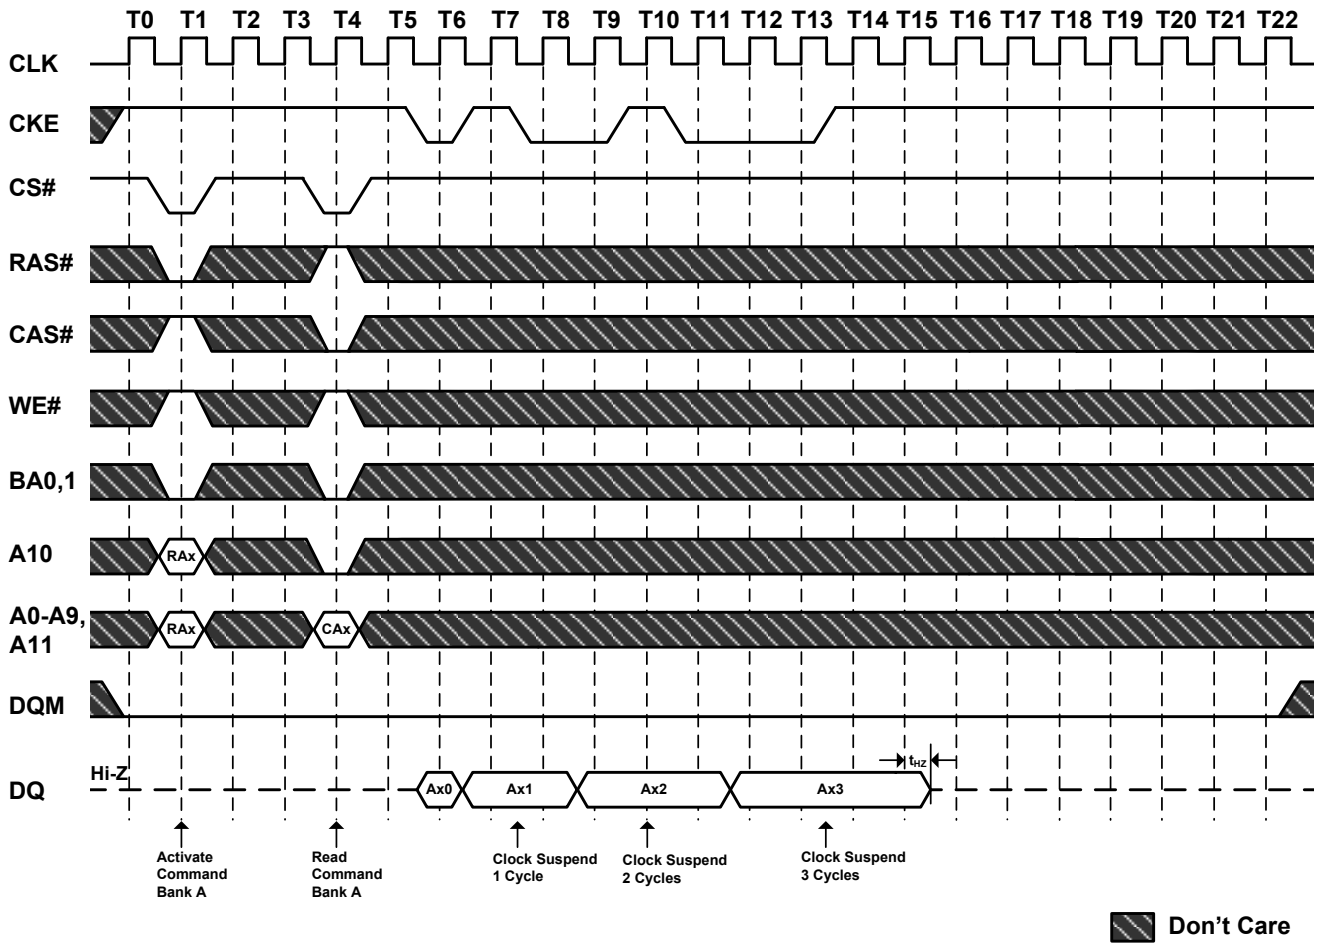 T0 T1 T2 T3 T4 T5 T6 T7 T8 T9 T10 T11 T12 T13 T14 T15 T16 T17 T18 T19 T20 T21 T22
CLK
CKE
CS#
RAS#
CAS#
WE#
BA0,1
A10
RAx
A0-A9,
A11
RAx CAx
DQM
Hi-Z
tHZ
DQ
Ax0 Ax1 Ax2 Ax3
Activate
Command
Bank A
Read
Command
Bank A
Clock Suspend
1 Cycle
Clock Suspend
2 Cycles
Clock Suspend
3 Cycles
Don't Care